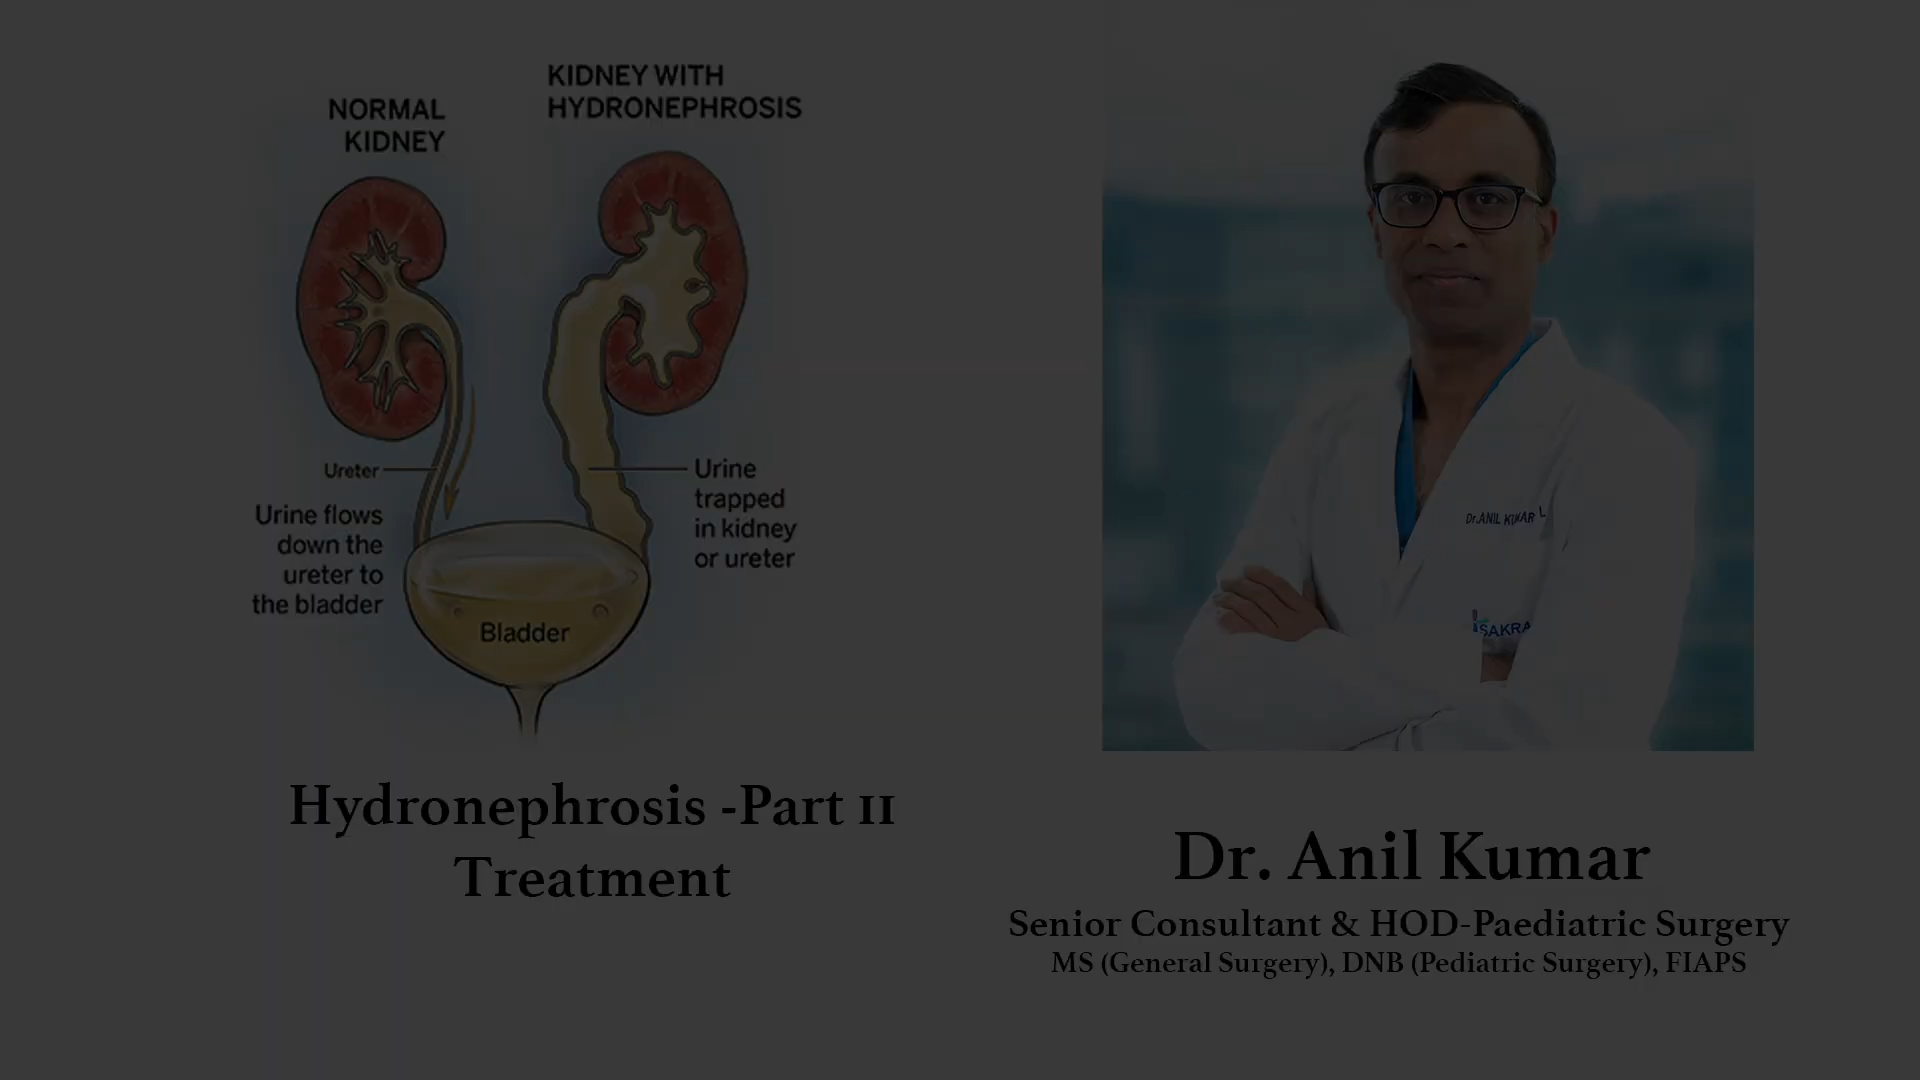 NORMAL
KIDNEY
KIDNEY WITH
HYDRONEPHROSIS
Ureter
Urine flows
down the
ureter to
the bladder
Urine
trapped
in kidney
or ureter
Bladder
Hydronephrosis -Part II
Treatment
Dr.ANIL KUMAR L
SAKRA
Dr. Anil Kumar
Senior Consultant & HOD-Paediatric Surgery
MS (General Surgery), DNB (Pediatric Surgery), FIAPS